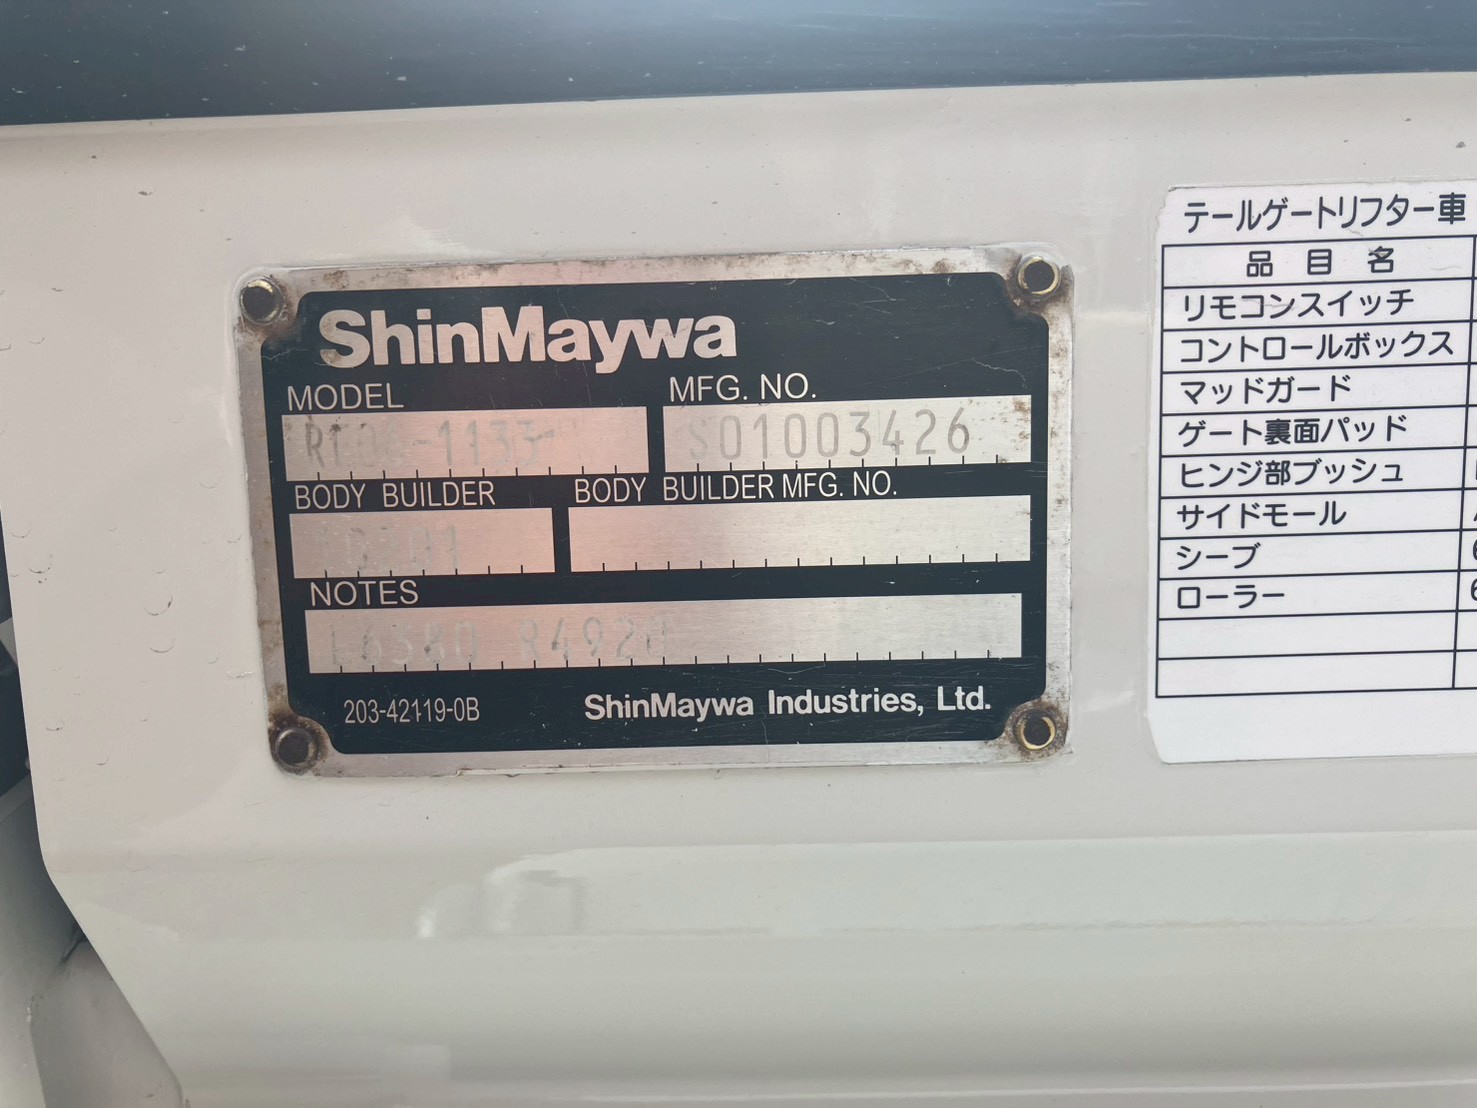 ShinMaywa
MODEL
MFG. NO.
S01003426
BODY BUILDER
BODY BUILDER MFG. NO.
NOTES
L6380 R4920
203-42119-0B
ShinMaywa Industries, Ltd.
テールゲートリフター車
品 目 名
リモコンスイッチ
コントロールボックス
マッドガード
ゲート裏面パッド
ヒンジ部ブッシュ
サイドモール
シーブ
ローラー